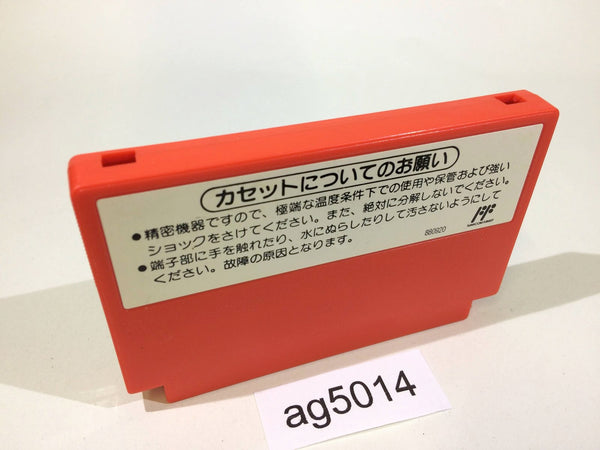 カセットについてのお願い
●精密機器ですので、極端な温度条件下での使用や保管および強い
ショックをさけてください。また、絶対に分解しないでください。
●端子部に手を触れたり、水にぬらしたりして汚さないようにして
ください。故障の原因となります。
880920
ag5014